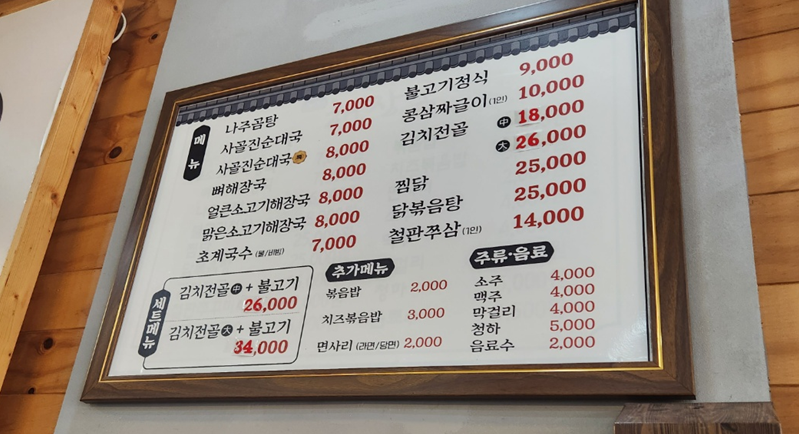 메뉴
나주곰탕 7,000
사골진순대국 7,000
사골진순대국 8,000
뼈해장국 8,000
얼큰소고기해장국 8,000
맑은소고기해장국 8,000
초계국수 (물/비빔) 7,000
불고기정식 9,000
콩삼짜글이 (1인) 10,000
김치전골 中 18,000
大 26,000
찜닭 25,000
닭볶음탕 25,000
철판쭈삼 (1인) 14,000
세트메뉴
김치전골 中 + 불고기
26,000
김치전골 大 + 불고기
34,000
추가메뉴
볶음밥 2,000
치즈볶음밥 3,000
면사리 (라면/당면) 2,000
주류·음료
소주 4,000
맥주 4,000
막걸리 4,000
청하 5,000
음료수 2,000